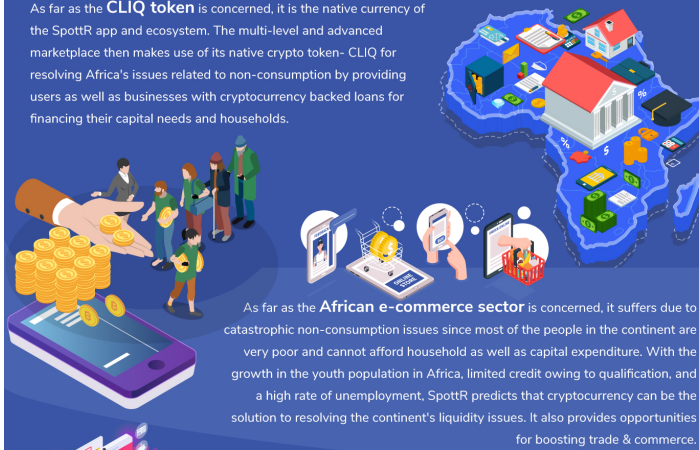 As far as the CLIQ token is concerned, it is the native currency of
the SpottR app and ecosystem. The multi-level and advanced
marketplace then makes use of its native crypto token- CLIQ for
resolving Africa's issues related to non-consumption by providing
users as well as businesses with cryptocurrency backed loans for
financing their capital needs and households.
ONLINE
STORE
As far as the African e-commerce sector is concerned, it suffers due to
catastrophic non-consumption issues since most of the people in the continent are
very poor and cannot afford household as well as capital expenditure. With the
growth in the youth population in Africa, limited credit owing to qualification, and
a high rate of unemployment, SpottR predicts that cryptocurrency can be the
solution to resolving the continent's liquidity issues. It also provides opportunities
for boosting trade & commerce.